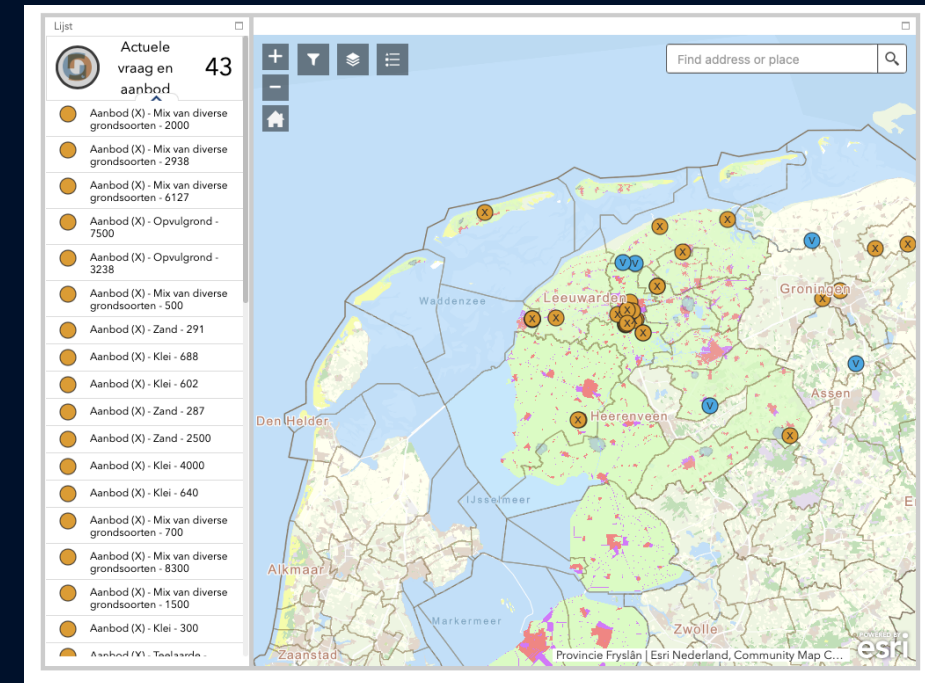 Lijst
Actuele
vraag en
aanbod
43
Aanbod (X) - Mix van diverse
grondsoorten - 2000
Aanbod (X) - Mix van diverse
grondsoorten - 2938
Aanbod (X) - Mix van diverse
grondsoorten - 6127
Aanbod (X) - Opvulgrond -
7500
Aanbod (X) - Opvulgrond -
3238
Aanbod (X) - Mix van diverse
grondsoorten - 500
Aanbod (X) - Zand - 291
Aanbod (X) - Klei - 688
Aanbod (X) - Klei - 602
Aanbod (X) - Zand - 287
Aanbod (X) - Zand - 2500
Aanbod (X) - Klei - 4000
Aanbod (X) - Klei - 640
Aanbod (X) - Mix van diverse
grondsoorten - 700
Aanbod (X) - Mix van diverse
grondsoorten - 8300
Aanbod (X) - Mix van diverse
grondsoorten - 1500
Aanbod (X) - Klei - 300
Aanbod (X) - Teelaarde -
Find address or place
X
X
X
V
X
X
X
V V
X
Waddenzee
Leeuwarden
Groningen
X
X
X
X
X
X
X
X
V
Assen
Den Helder
V
X
Heerenveen
X
E
IJsselmeer
Alkmaar
Markermeer
Zwolle
Zaanstad
Provincie Fryslân | Esri Nederland, Community Map C...
POWERED BY
esri